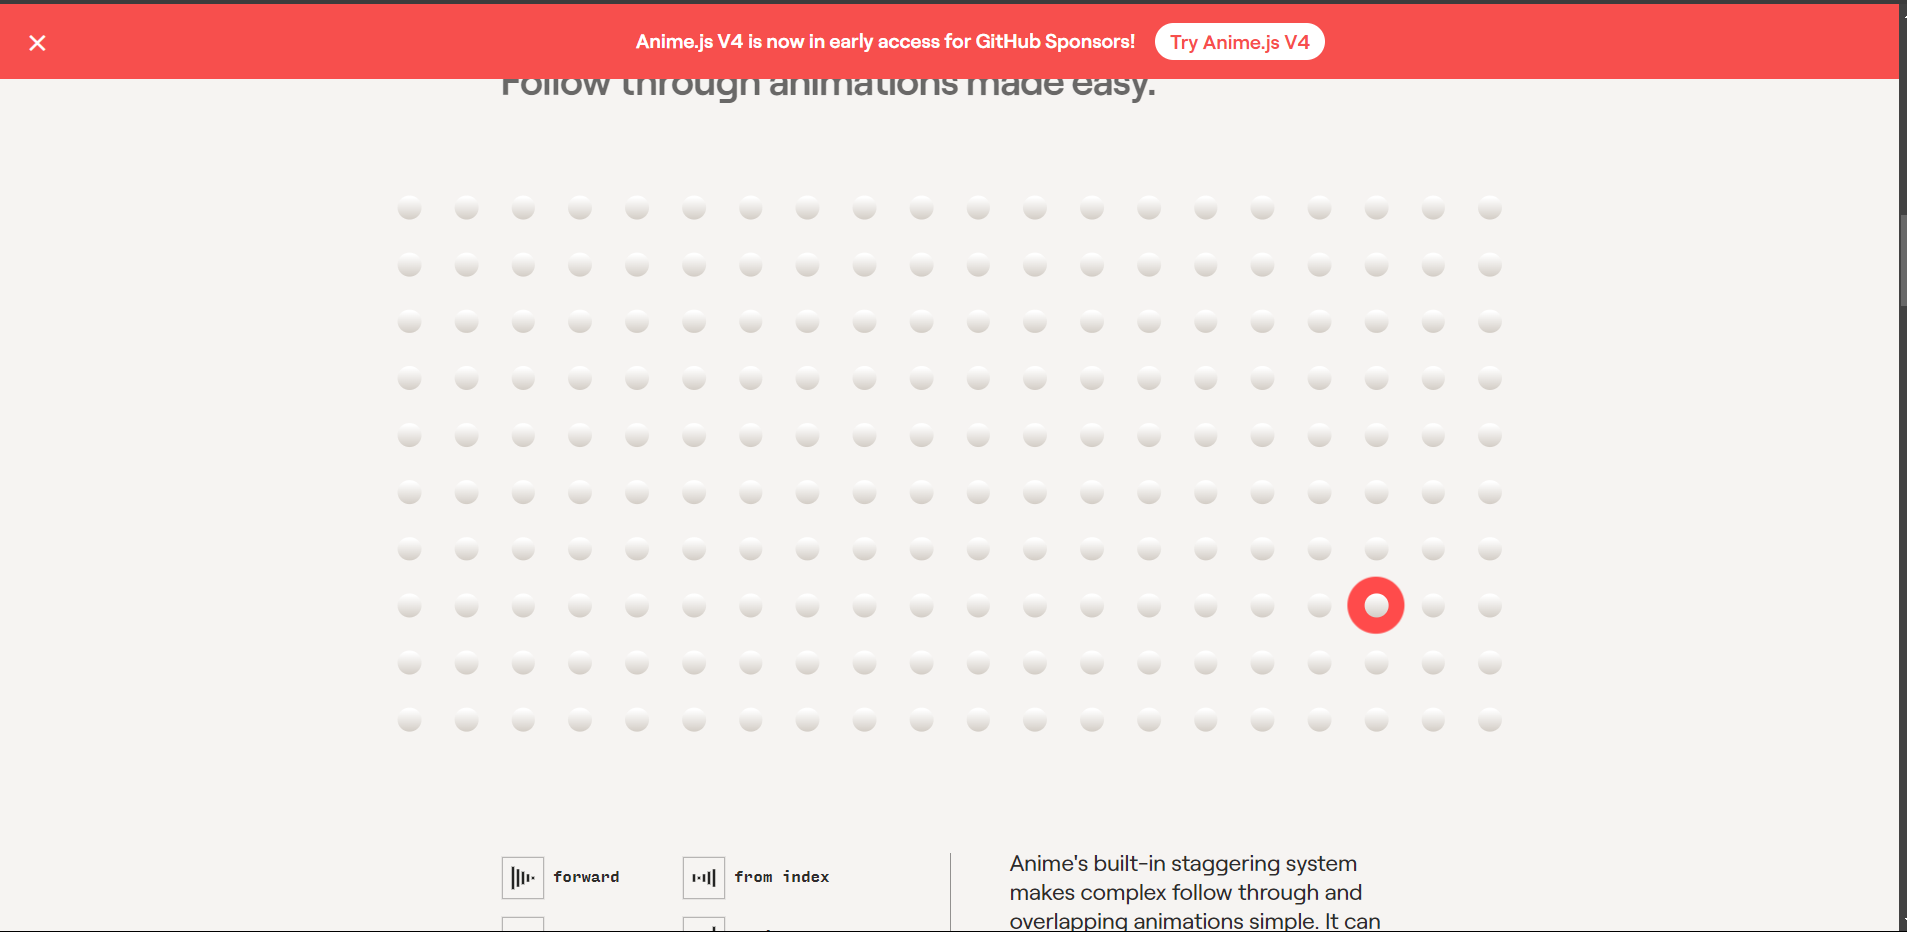 Anime.js V4 is now in early access for GitHub Sponsors!
Try Anime.js V4
Follow through animations made easy.
forward
from index
Anime's built-in staggering system
makes complex follow through and
overlapping animations simple. It can